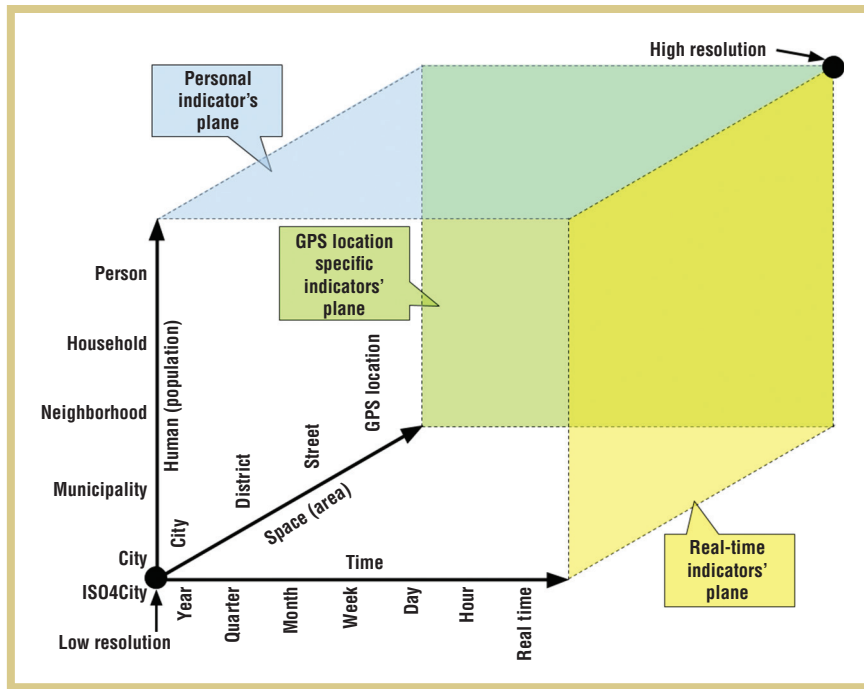 High resolution
Personal
indicator's
plane
GPS location
specific
indicators'
plane
Person
Household
Neighborhood
Municipality
City
ISO4City
Human (population)
City
District
Street
GPS location
Space (area)
Time
Year
Quarter
Month
Week
Day
Hour
Real time
Real-time
indicators'
plane
Low resolution